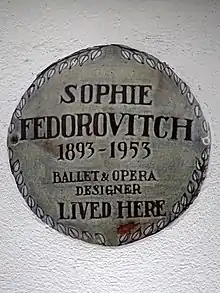 SOPHIE
FEDOROVITCH
1893-1953
BALLET & OPERA
DESIGNER
LIVED HERE